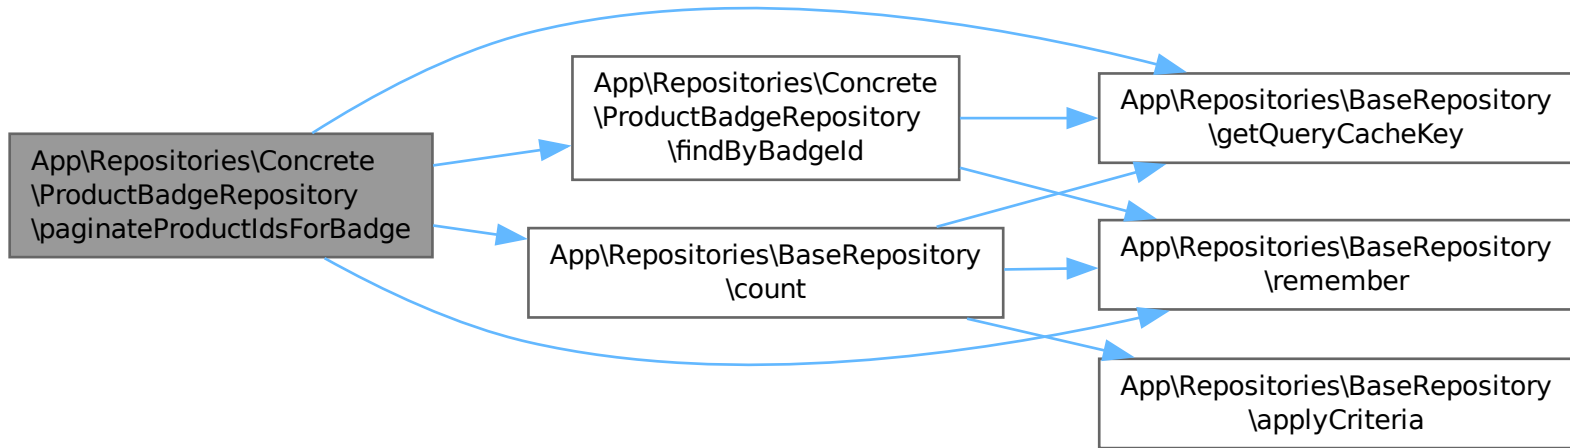 App\Repositories\Concrete
\ProductBadgeRepository
\paginateProductIdsForBadge
App\Repositories\Concrete
\ProductBadgeRepository
\findByBadgeId
App\Repositories\BaseRepository
\count
App\Repositories\BaseRepository
\getQueryCacheKey
App\Repositories\BaseRepository
\remember
App\Repositories\BaseRepository
\applyCriteria